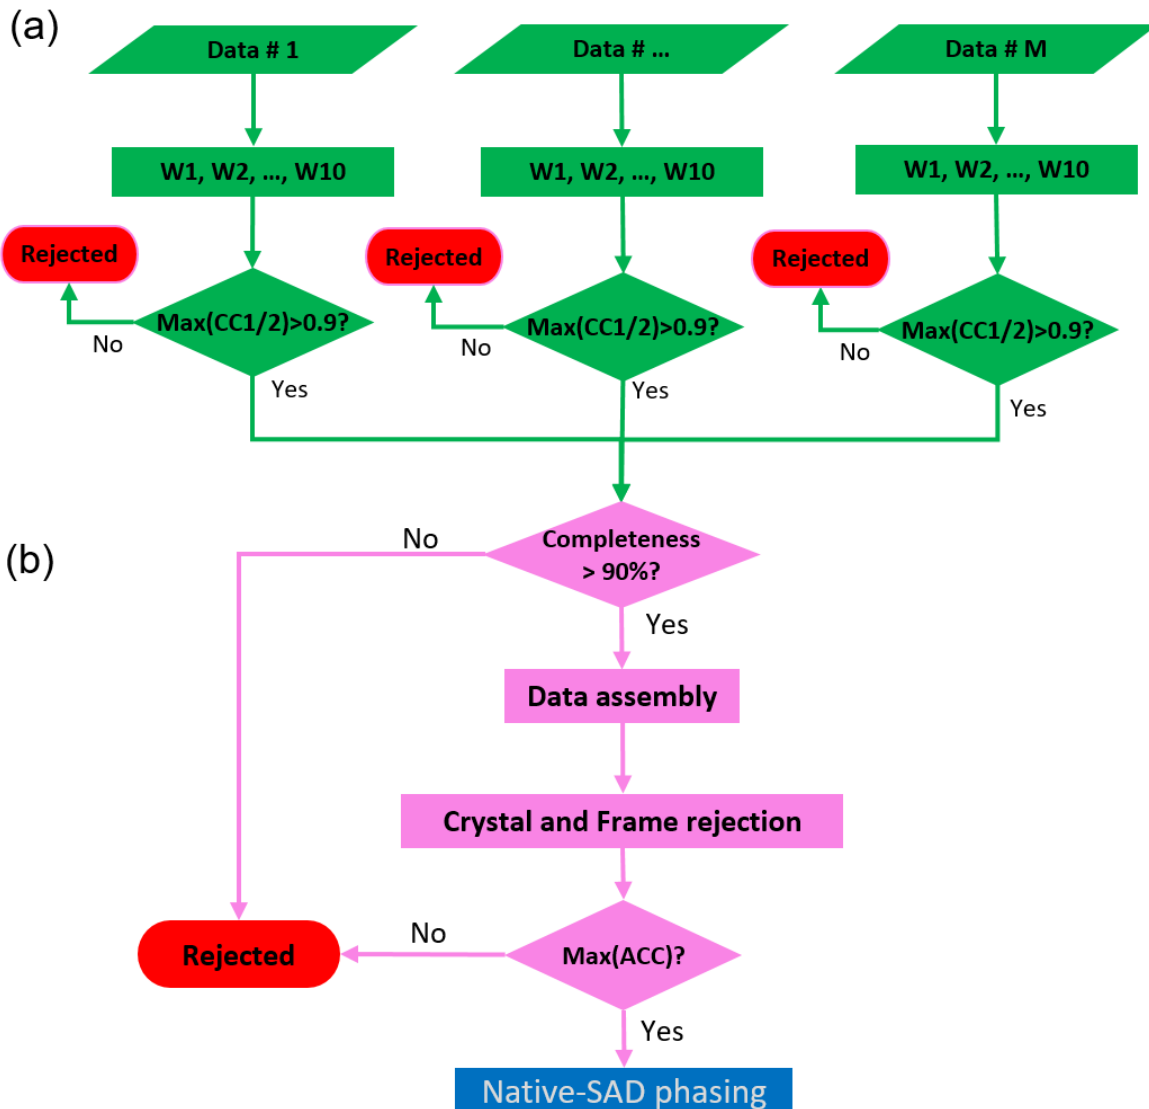 (a)
Data # 1
Data # ...
Data # M
W1, W2, ..., W10
W1, W2, ..., W10
W1, W2, ..., W10
Rejected
Rejected
Rejected
Max(CC1/2)>0.9?
Max(CC1/2)>0.9?
Max(CC1/2)>0.9?
No
No
No
Yes
Yes
Yes
(b)
No
Completeness
> 90%?
Yes
Data assembly
Crystal and Frame rejection
Rejected
No
Max(ACC)?
Yes
Native-SAD phasing